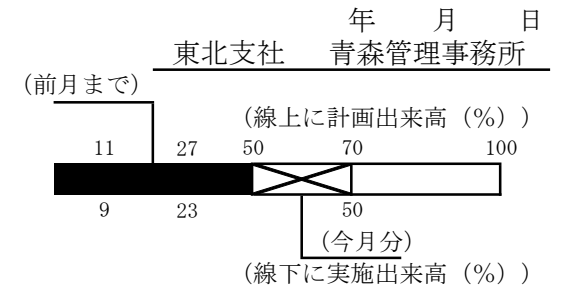 年　月　日
東北支社　青森管理事務所
（前月まで）
（線上に計画出来高（％））
11 27 50 70 100
9 23 50
（今月分）
（線下に実施出来高（％））